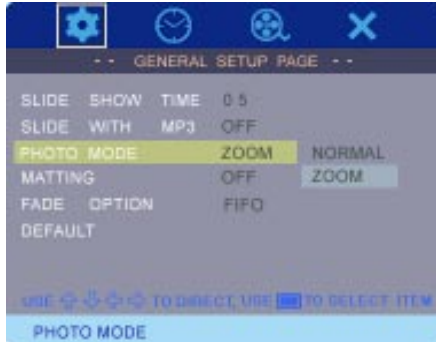 - - GENERAL SETUP PAGE - -
SLIDE SHOW TIME 0 5
SLIDE WITH MP3 OFF
PHOTO MODE ZOOM NORMAL
MATTING OFF ZOOM
FADE OPTION FIFO
DEFAULT
USE TO DIRECT, USE TO SELECT ITEM
PHOTO MODE